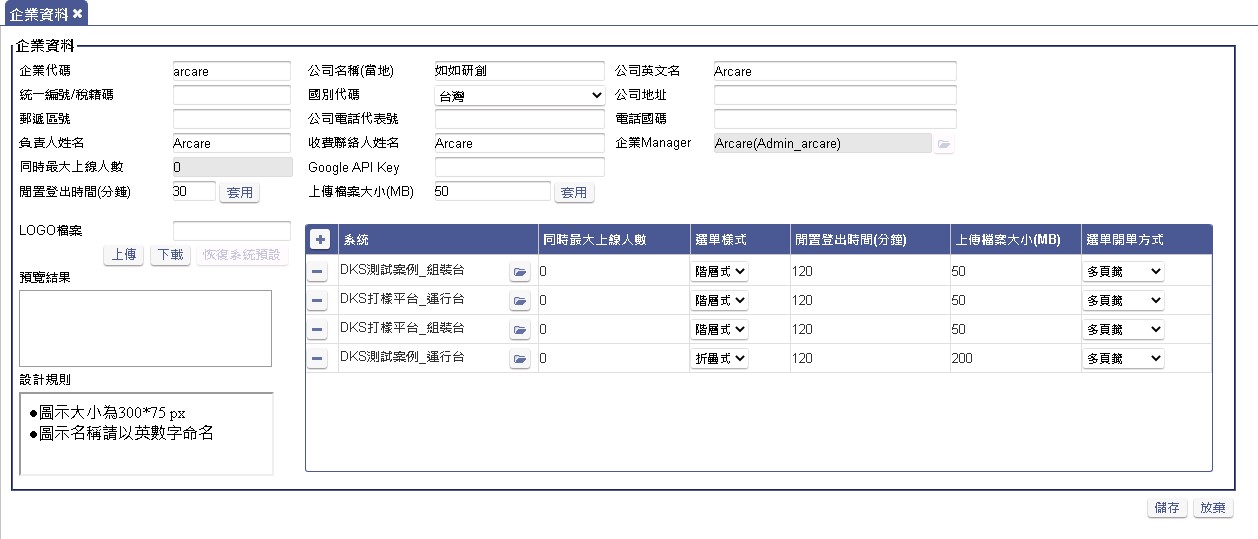 企業資料 ✖
企業資料
企業代碼 arcare 公司名稱(當地) 如如研創 公司英文名 Arcare
統一編號/稅籍碼 國別代碼 台灣 公司地址
郵遞區號 公司電話代表號 電話國碼
負責人姓名 Arcare 收費聯絡人姓名 Arcare 企業Manager Arcare(Admin_arcare)
同時最大上線人數 0 Google API Key
閒置登出時間(分鐘) 30 套用 上傳檔案大小(MB) 50 套用
LOGO檔案
上傳 下載 恢復系統預設
預覽結果
設計規則
●圖示大小為300*75 px
●圖示名稱請以英數字命名
系統 同時最大上線人數 選單樣式 閒置登出時間(分鐘) 上傳檔案大小(MB) 選單開單方式
DKS測試案例_組裝台 0 階層式 120 50 多頁籤
DKS打樣平台_運行台 0 階層式 120 50 多頁籤
DKS打樣平台_組裝台 0 階層式 120 50 多頁籤
DKS測試案例_運行台 0 折疊式 120 200 多頁籤
儲存 放棄